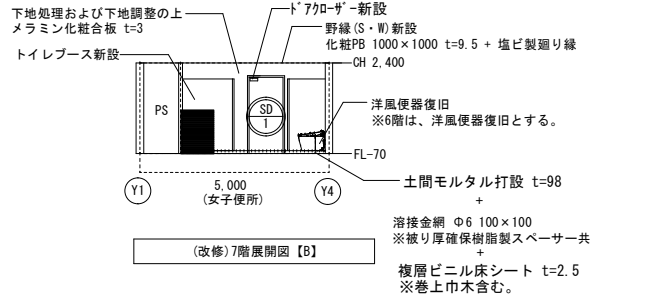 下地処理および下地調整の上
メラミン化粧合板 t=3
トイレブース新設
ドアクローザー新設
野縁(S・W)新設
化粧PB 1000×1000 t=9.5 + 塩ビ製廻り縁
CH 2,400
PS
SD
1
洋風便器復旧
※6階は、洋風便器復旧とする。
FL-70
Y1
5,000
(女子便所)
Y4
土間モルタル打設 t=98
+
溶接金網 Φ6 100×100
※被り厚確保樹脂製スペーサー共
+
複層ビニル床シート t=2.5
※巻上巾木含む。
(改修)7階展開図【B】